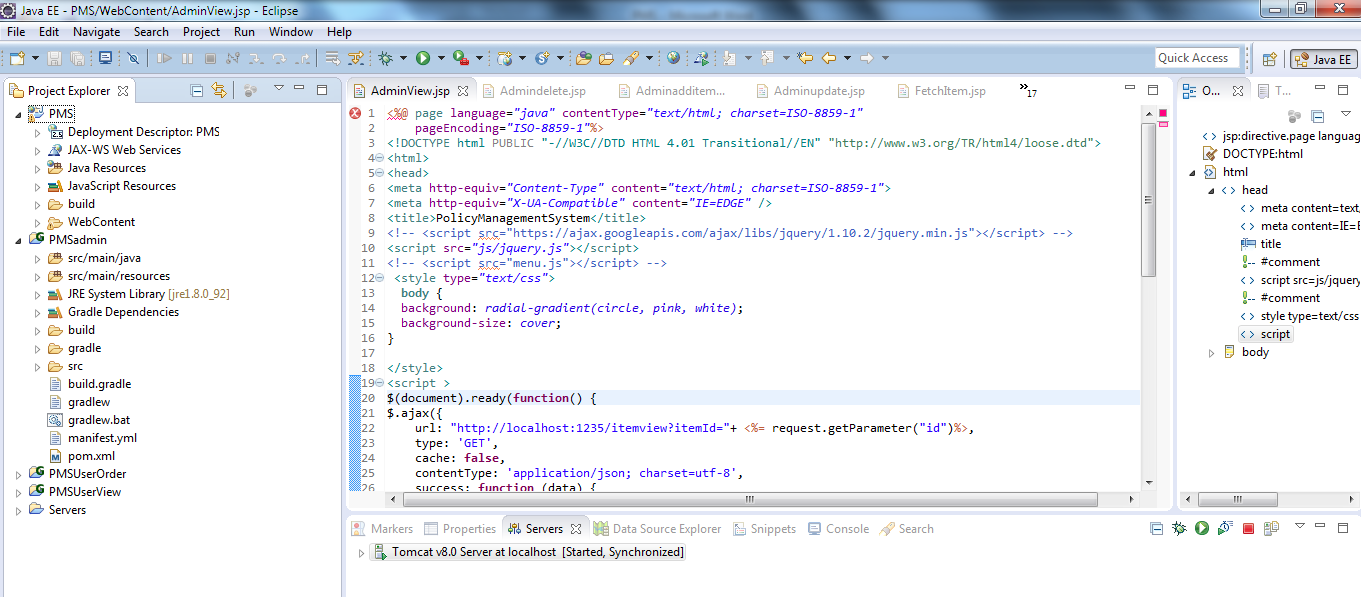 Java EE - PMS/WebContent/AdminView.jsp - Eclipse
File Edit Navigate Search Project Run Window Help
Quick Access
Java EE
Project Explorer
PMS
Deployment Descriptor: PMS
JAX-WS Web Services
Java Resources
JavaScript Resources
build
WebContent
PMSadmin
src/main/java
src/main/resources
JRE System Library [jre1.8.0_92]
Gradle Dependencies
build
gradle
src
build.gradle
gradlew
gradlew.bat
manifest.yml
pom.xml
PMSUserOrder
PMSUserView
Servers
AdminView.jsp Admindelete.jsp Adminadditem... Adminupdate.jsp FetchItem.jsp »17
1 <%@ page language="java" contentType="text/html; charset=ISO-8859-1"
2 pageEncoding="ISO-8859-1"%>
3 <!DOCTYPE html PUBLIC "-//W3C//DTD HTML 4.01 Transitional//EN" "http://www.w3.org/TR/html4/loose.dtd">
4 <html>
5 <head>
6 <meta http-equiv="Content-Type" content="text/html; charset=ISO-8859-1">
7 <meta http-equiv="X-UA-Compatible" content="IE=EDGE" />
8 <title>PolicyManagementSystem</title>
9 <!-- <script src="https://ajax.googleapis.com/ajax/libs/jquery/1.10.2/jquery.min.js"></script> -->
10 <script src="js/jquery.js"></script>
11 <!-- <script src="menu.js"></script> -->
12 <style type="text/css">
13 body {
14 background: radial-gradient(circle, pink, white);
15 background-size: cover;
16 }
17
18 </style>
19 <script >
20 $(document).ready(function() {
21 $.ajax({
22 url: "http://localhost:1235/itemview?itemId="+ <%= request.getParameter("id")%>,
23 type: 'GET',
24 cache: false,
25 contentType: 'application/json; charset=utf-8',
26 success: function (data) {
O... T...
jsp:directive.page languag
DOCTYPE:html
html
head
meta content=text,
meta content=IE=E
title
#comment
script src=js/jquery
#comment
style type=text/css
script
body
Markers Properties Servers Data Source Explorer Snippets Console Search
Tomcat v8.0 Server at localhost [Started, Synchronized]